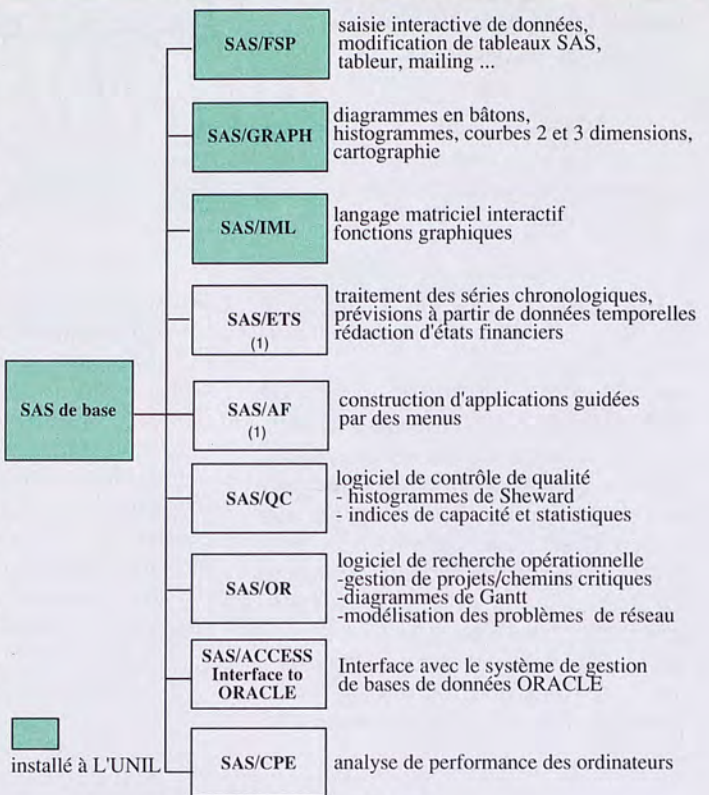 SAS/FSP
saisie interactive de données,
modification de tableaux SAS,
tableur, mailing ...
SAS/GRAPH
diagrammes en bâtons,
histogrammes, courbes 2 et 3 dimensions,
cartographie
SAS/IML
langage matriciel interactif
fonctions graphiques
SAS/ETS
(1)
traitement des séries chronologiques,
prévisions à partir de données temporelles
rédaction d'états financiers
SAS de base
SAS/AF
(1)
construction d'applications guidées
par des menus
SAS/QC
logiciel de contrôle de qualité
- histogrammes de Sheward
- indices de capacité et statistiques
SAS/OR
logiciel de recherche opérationnelle
-gestion de projets/chemins critiques
-diagrammes de Gantt
-modélisation des problèmes de réseau
SAS/ACCESS
Interface to
ORACLE
Interface avec le système de gestion
de bases de données ORACLE
installé à L'UNIL
SAS/CPE
analyse de performance des ordinateurs